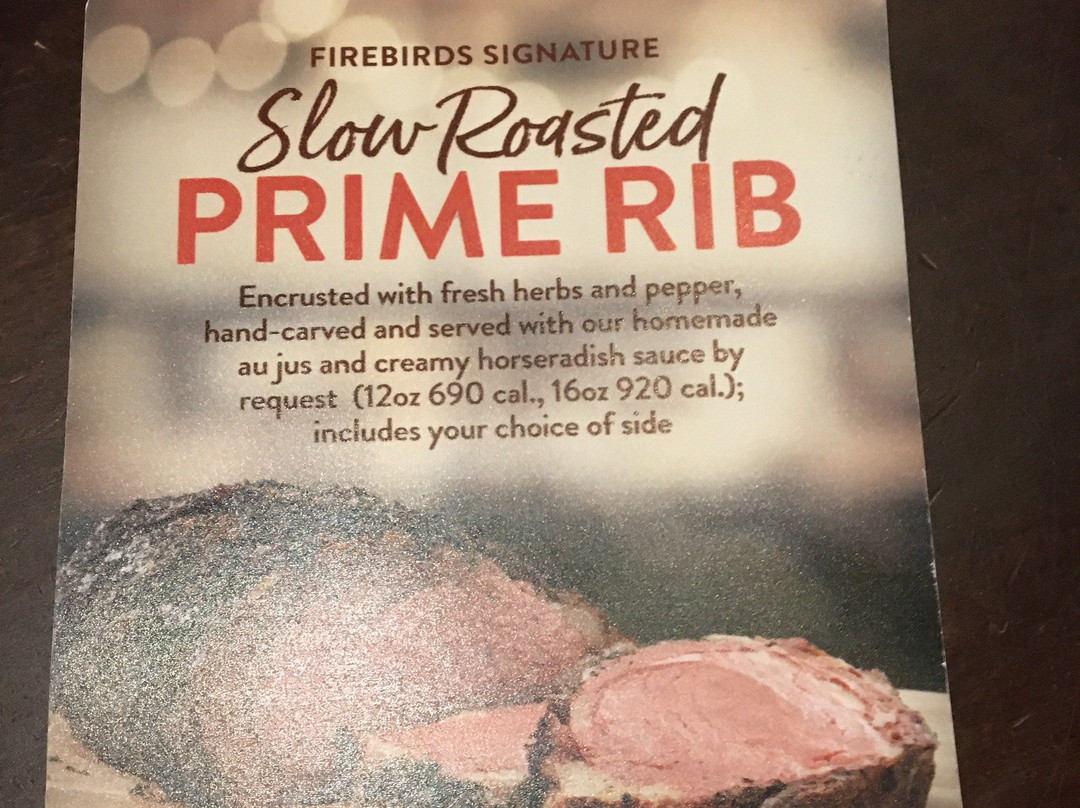 FIREBIRDS SIGNATURE
Slow Roasted
PRIME RIB
Encrusted with fresh herbs and pepper,
hand-carved and served with our homemade
au jus and creamy horseradish sauce by
request (12oz 690 cal., 16oz 920 cal.);
includes your choice of side